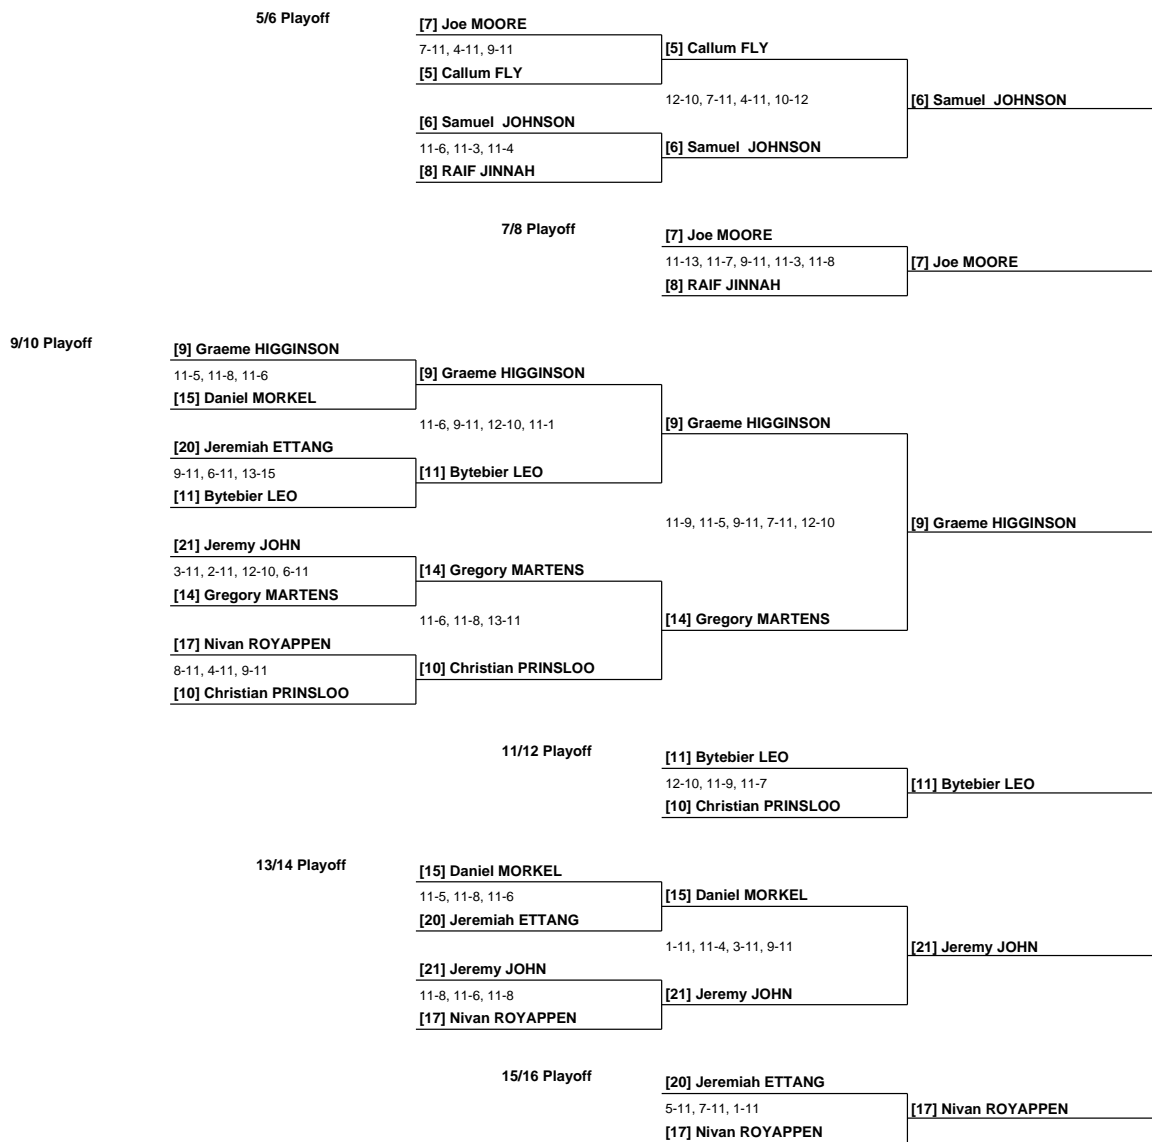 5/6 Playoff
[7] Joe MOORE
7-11, 4-11, 9-11
[5] Callum FLY
[5] Callum FLY
12-10, 7-11, 4-11, 10-12
[6] Samuel  JOHNSON
[6] Samuel  JOHNSON
11-6, 11-3, 11-4
[6] Samuel  JOHNSON
[8] RAIF JINNAH
7/8 Playoff
[7] Joe MOORE
11-13, 11-7, 9-11, 11-3, 11-8
[7] Joe MOORE
[8] RAIF JINNAH
9/10 Playoff
[9] Graeme HIGGINSON
11-5, 11-8, 11-6
[9] Graeme HIGGINSON
[15] Daniel MORKEL
11-6, 9-11, 12-10, 11-1
[9] Graeme HIGGINSON
[20] Jeremiah ETTANG
9-11, 6-11, 13-15
[11] Bytebier LEO
[11] Bytebier LEO
11-9, 11-5, 9-11, 7-11, 12-10
[9] Graeme HIGGINSON
[21] Jeremy JOHN
3-11, 2-11, 12-10, 6-11
[14] Gregory MARTENS
[14] Gregory MARTENS
11-6, 11-8, 13-11
[14] Gregory MARTENS
[17] Nivan ROYAPPEN
8-11, 4-11, 9-11
[10] Christian PRINSLOO
[10] Christian PRINSLOO
11/12 Playoff
[11] Bytebier LEO
12-10, 11-9, 11-7
[11] Bytebier LEO
[10] Christian PRINSLOO
13/14 Playoff
[15] Daniel MORKEL
11-5, 11-8, 11-6
[15] Daniel MORKEL
[20] Jeremiah ETTANG
1-11, 11-4, 3-11, 9-11
[21] Jeremy JOHN
[21] Jeremy JOHN
11-8, 11-6, 11-8
[21] Jeremy JOHN
[17] Nivan ROYAPPEN
15/16 Playoff
[20] Jeremiah ETTANG
5-11, 7-11, 1-11
[17] Nivan ROYAPPEN
[17] Nivan ROYAPPEN